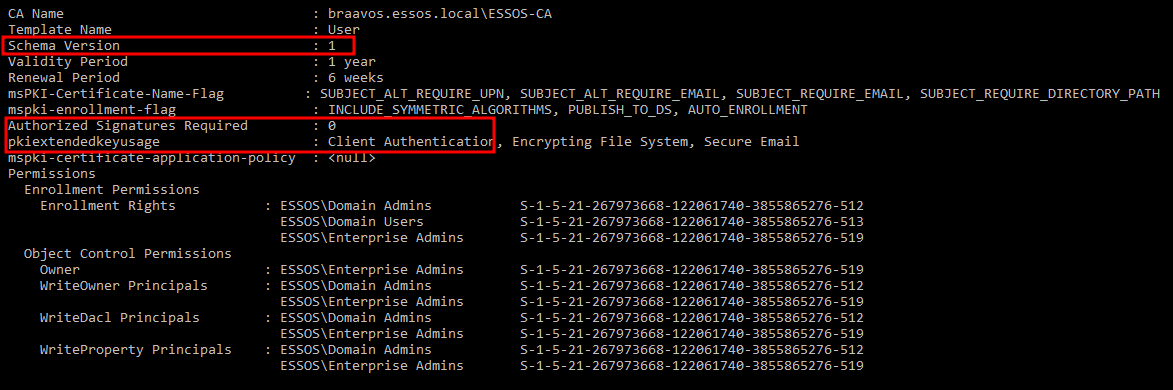 CA Name : braavos.essos.local\ESSOS-CA
Template Name : User
Schema Version : 1
Validity Period : 1 year
Renewal Period : 6 weeks
msPKI-Certificate-Name-Flag : SUBJECT_ALT_REQUIRE_UPN, SUBJECT_ALT_REQUIRE_EMAIL, SUBJECT_REQUIRE_EMAIL, SUBJECT_REQUIRE_DIRECTORY_PATH
mspki-enrollment-flag : INCLUDE_SYMMETRIC_ALGORITHMS, PUBLISH_TO_DS, AUTO_ENROLLMENT
Authorized Signatures Required : 0
pkiextendedkeyusage : Client Authentication, Encrypting File System, Secure Email
mspki-certificate-application-policy : <null>
Permissions
Enrollment Permissions
Enrollment Rights : ESSOS\Domain Admins S-1-5-21-267973668-122061740-3855865276-512
ESSOS\Domain Users S-1-5-21-267973668-122061740-3855865276-513
ESSOS\Enterprise Admins S-1-5-21-267973668-122061740-3855865276-519
Object Control Permissions
Owner : ESSOS\Enterprise Admins S-1-5-21-267973668-122061740-3855865276-519
WriteOwner Principals : ESSOS\Domain Admins S-1-5-21-267973668-122061740-3855865276-512
ESSOS\Enterprise Admins S-1-5-21-267973668-122061740-3855865276-519
WriteDacl Principals : ESSOS\Domain Admins S-1-5-21-267973668-122061740-3855865276-512
ESSOS\Enterprise Admins S-1-5-21-267973668-122061740-3855865276-519
WriteProperty Principals : ESSOS\Domain Admins S-1-5-21-267973668-122061740-3855865276-512
ESSOS\Enterprise Admins S-1-5-21-267973668-122061740-3855865276-519